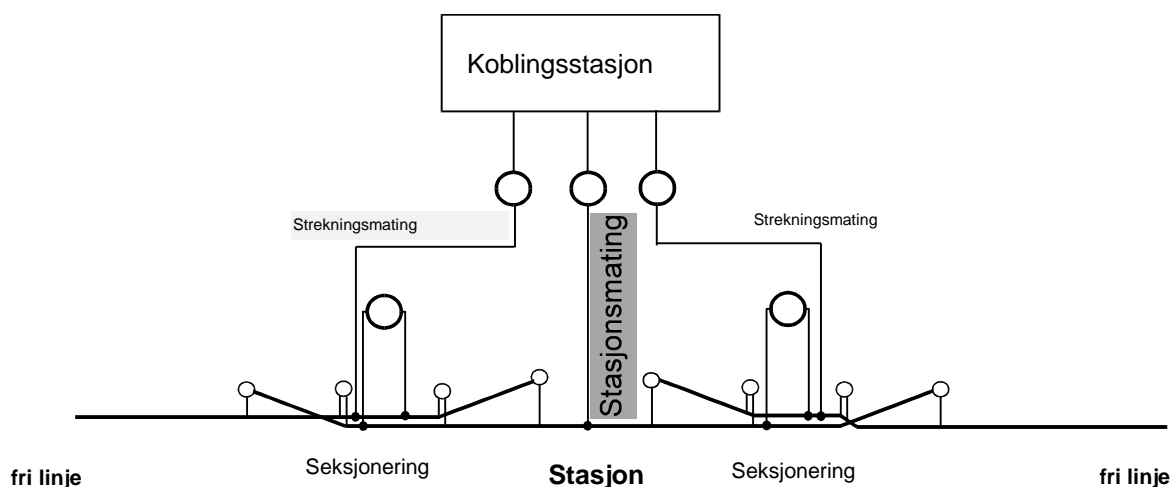 Koblingsstasjon
Strekningsmating
Strekningsmating
Stasjonsmating
Seksjonering
Stasjon
Seksjonering
fri linje
fri linje